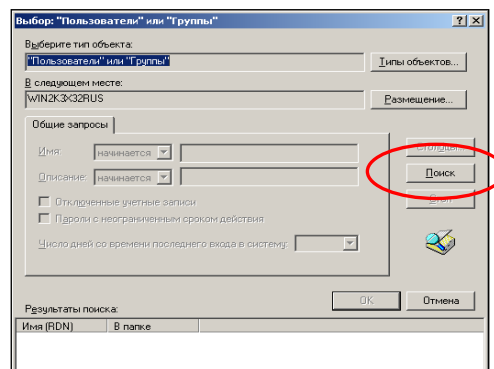 Выбор: "Пользователи" или "Группы"
Выберите тип объекта:
"Пользователи" или "Группы"
Типы объектов...
В следующем месте:
WIN2K3X32RUS
Размещение...
Общие запросы
Имя: начинается
Столбцы...
Описание: начинается
Поиск
Отключенные учетные записи
Стоп
Пароли с неограниченным сроком действия
Число дней со времени последнего входа в систему:
OK
Отмена
Результаты поиска:
Имя (RDN) В папке